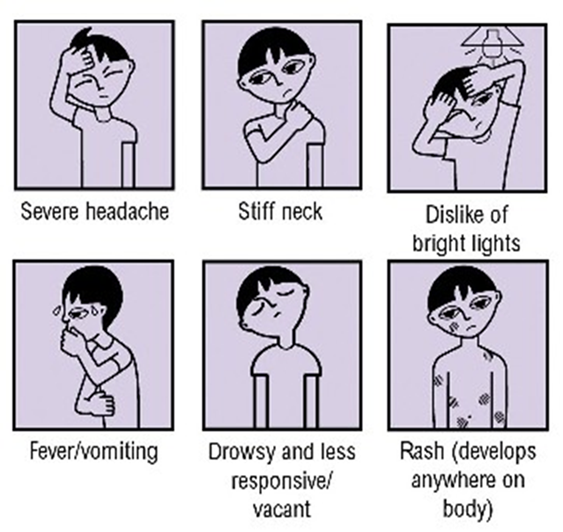 Severe headache
Stiff neck
Dislike of
bright lights
Fever/vomiting
Drowsy and less
responsive/
vacant
Rash (develops
anywhere on
body)